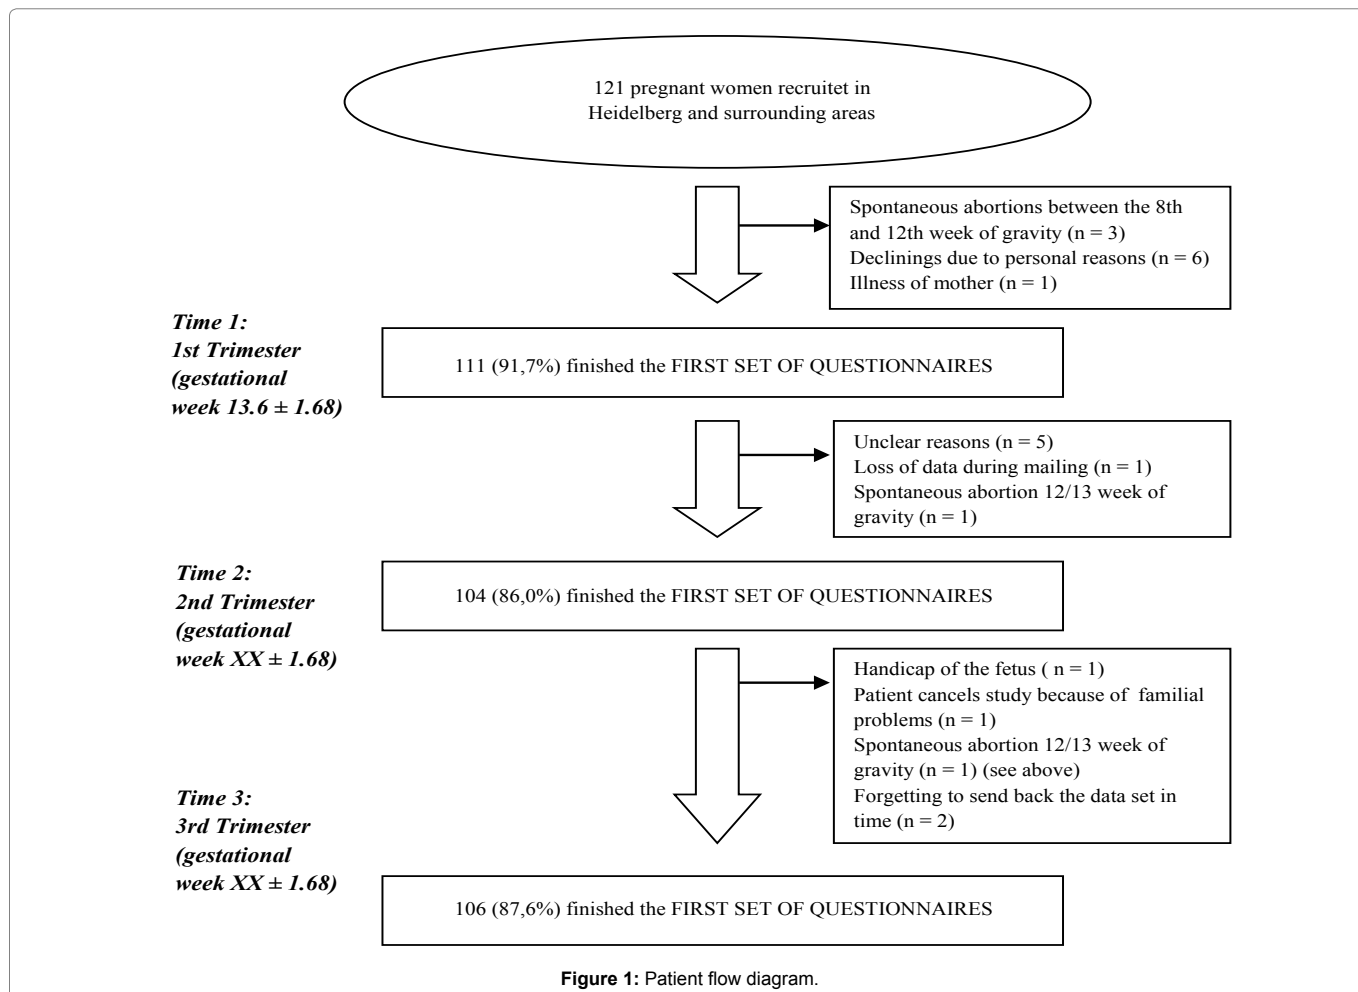 121 pregnant women recruitet in
Heidelberg and surrounding areas
Spontaneous abortions between the 8th
and 12th week of gravity (n = 3)
Declinings due to personal reasons (n = 6)
Illness of mother (n = 1)
Time 1:
1st Trimester
(gestational
week 13.6 ± 1.68)
111 (91,7%) finished the FIRST SET OF QUESTIONNAIRES
Unclear reasons (n = 5)
Loss of data during mailing (n = 1)
Spontaneous abortion 12/13 week of
gravity (n = 1)
Time 2:
2nd Trimester
(gestational
week XX ± 1.68)
104 (86,0%) finished the FIRST SET OF QUESTIONNAIRES
Handicap of the fetus ( n = 1)
Patient cancels study because of familial
problems (n = 1)
Spontaneous abortion 12/13 week of
gravity (n = 1) (see above)
Forgetting to send back the data set in
time (n = 2)
Time 3:
3rd Trimester
(gestational
week XX ± 1.68)
106 (87,6%) finished the FIRST SET OF QUESTIONNAIRES
Figure 1: Patient flow diagram.